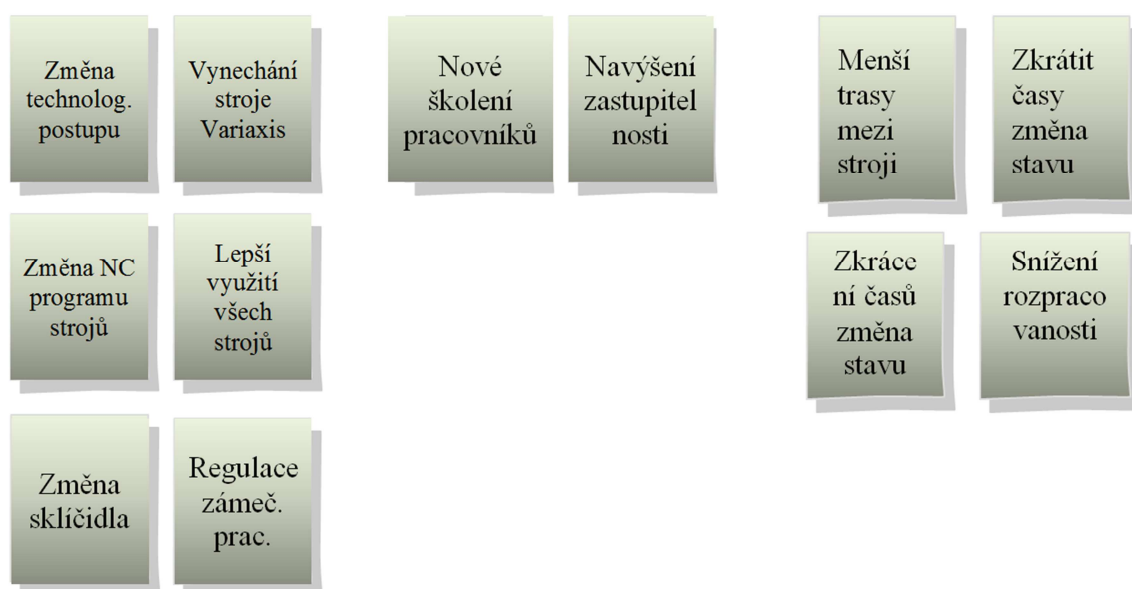 Změna
technolog.
postupu
Vynechání
stroje
Variaxis
Nové
školení
pracovníků
Navýšení
zastupitel
nosti
Menší
trasy
mezi
stroji
Zkrátit
časy
změna
stavu
Změna NC
programu
strojů
Lepší
využití
všech
strojů
Zkráce
ní časů
změna
stavu
Snížení
rozpraco
vanosti
Změna
sklíčidla
Regulace
zámeč.
prac.